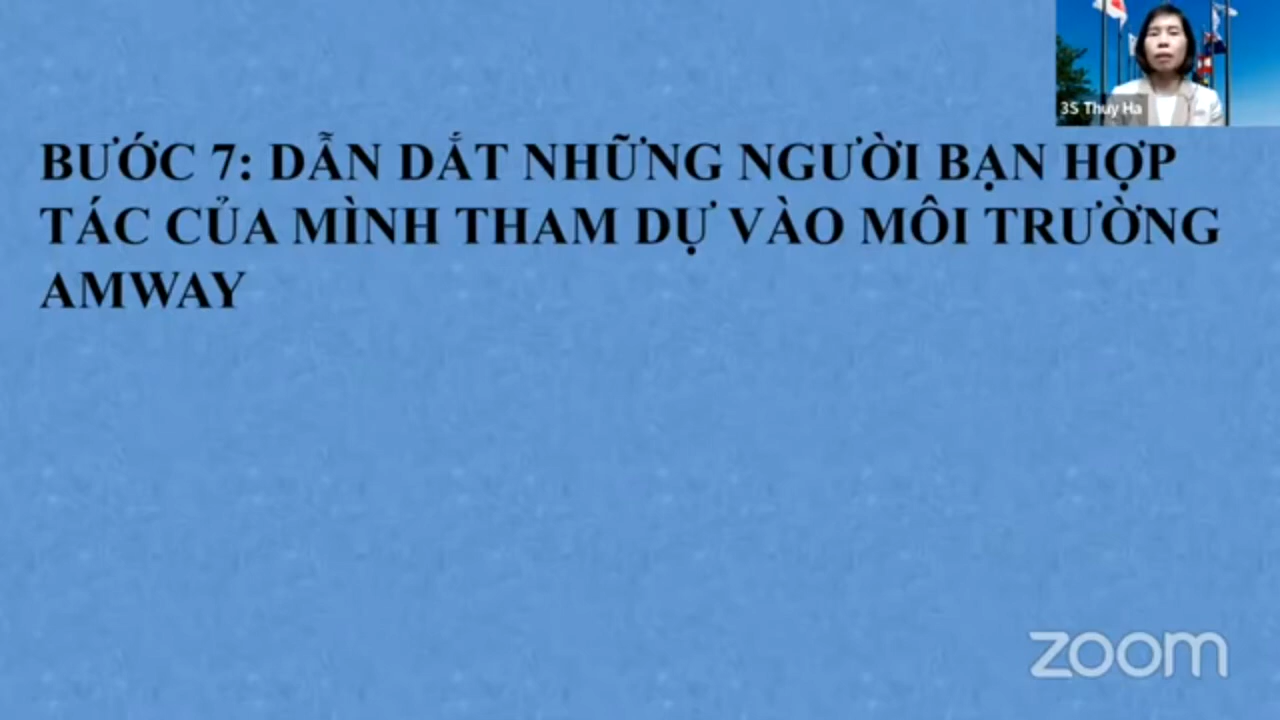 3S Thuy Ha
BƯỚC 7: DẪN DẮT NHỮNG NGƯỜI BẠN HỢP
TÁC CỦA MÌNH THAM DỰ VÀO MÔI TRƯỜNG
AMWAY
zoom